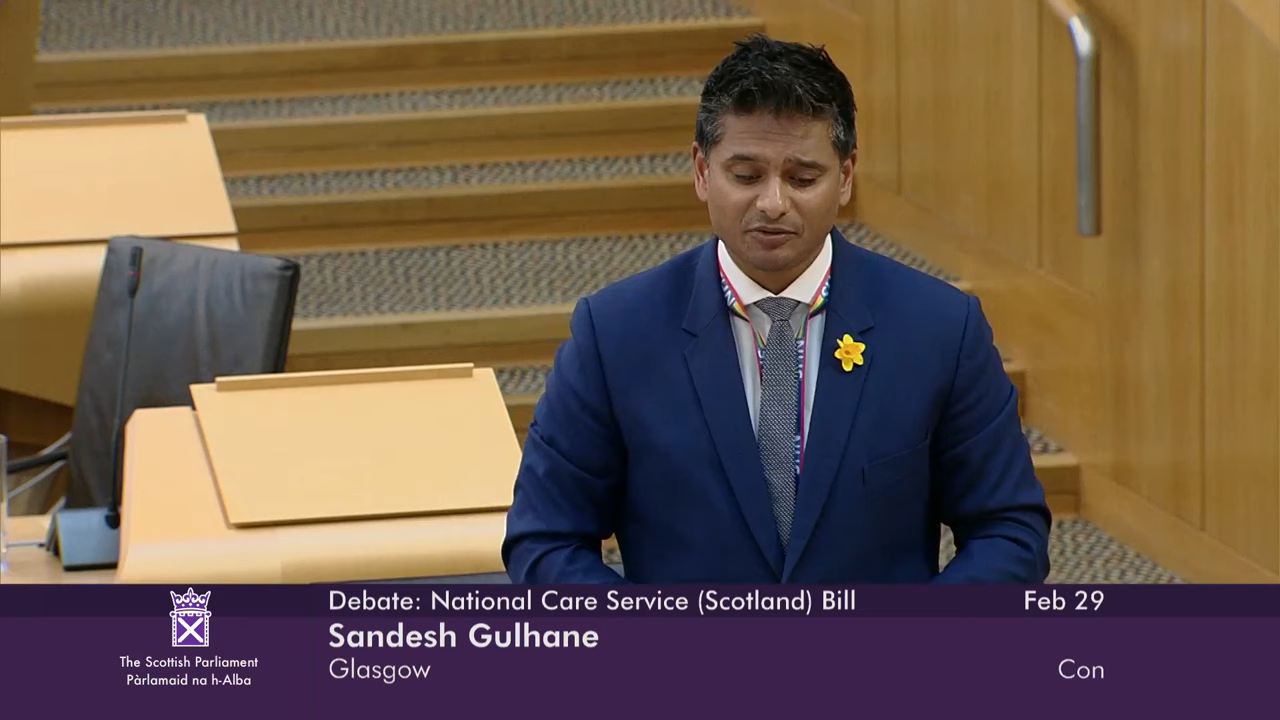 Debate: National Care Service (Scotland) Bill
Feb 29
Sandesh Gulhane
Glasgow
Con
The Scottish Parliament
Pàrlamaid na h-Alba